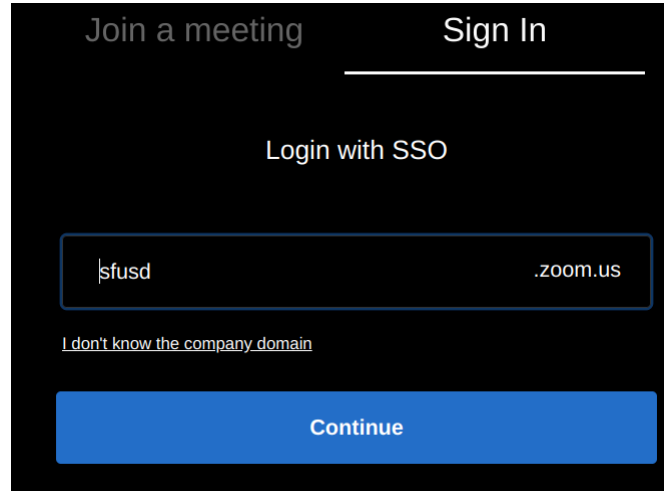 Join a meeting Sign In
Login with SSO
sfusd .zoom.us
I don't know the company domain
Continue